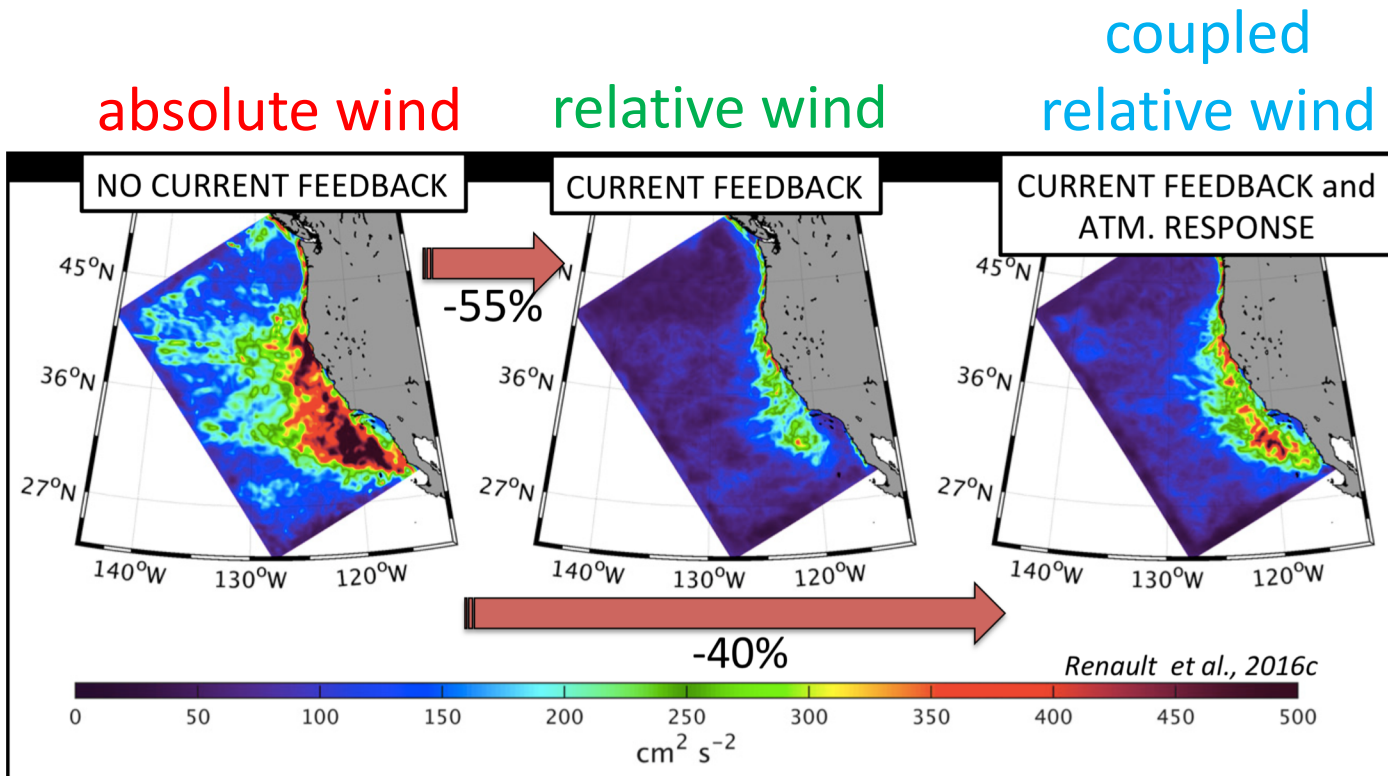 coupled
absolute wind
relative wind
relative wind
NO CURRENT FEEDBACK
CURRENT FEEDBACK
CURRENT FEEDBACK and
ATM. RESPONSE
45°N
36°N
27°N
140°W
130°W
120°W
-55%
N
36°N
27°N
140°W
130°W
120°W
45°N
36°N
27°N
140°W
130°W
120°W
-40%
Renault et al., 2016c
0 50 100 150 200 250 300 350 400 450 500
cm² s⁻²